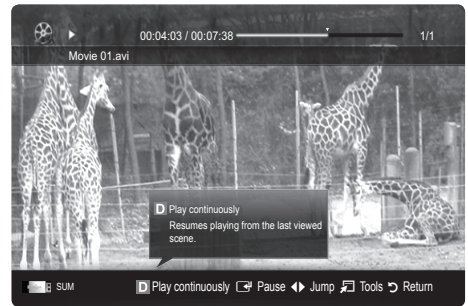 00:04:03 / 00:07:38 1/1
Movie 01.avi
D Play continuously
Resumes playing from the last viewed
scene.
SUM D Play continuously Pause Jump Tools Return